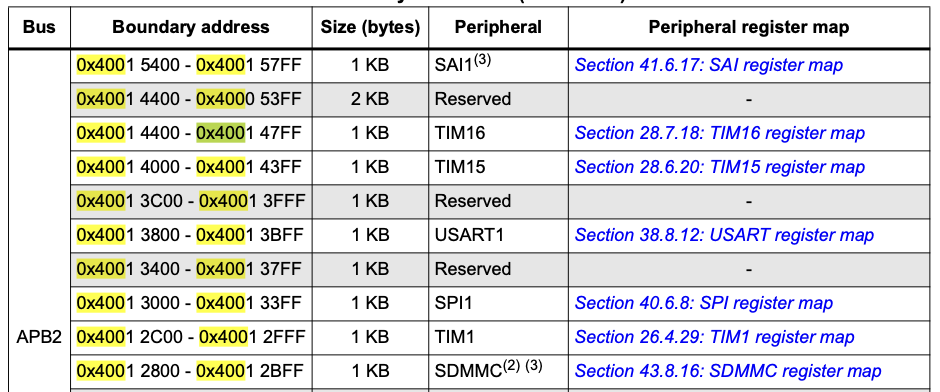 Bus Boundary address Size (bytes) Peripheral Peripheral register map
0x4001 5400 - 0x4001 57FF 1 KB SAI1(3) Section 41.6.17: SAI register map
0x4001 4400 - 0x4000 53FF 2 KB Reserved -
0x4001 4400 - 0x4001 47FF 1 KB TIM16 Section 28.7.18: TIM16 register map
0x4001 4000 - 0x4001 43FF 1 KB TIM15 Section 28.6.20: TIM15 register map
0x4001 3C00 - 0x4001 3FFF 1 KB Reserved -
0x4001 3800 - 0x4001 3BFF 1 KB USART1 Section 38.8.12: USART register map
0x4001 3400 - 0x4001 37FF 1 KB Reserved -
0x4001 3000 - 0x4001 33FF 1 KB SPI1 Section 40.6.8: SPI register map
APB2 0x4001 2C00 - 0x4001 2FFF 1 KB TIM1 Section 26.4.29: TIM1 register map
0x4001 2800 - 0x4001 2BFF 1 KB SDMMC(2) (3) Section 43.8.16: SDMMC register map